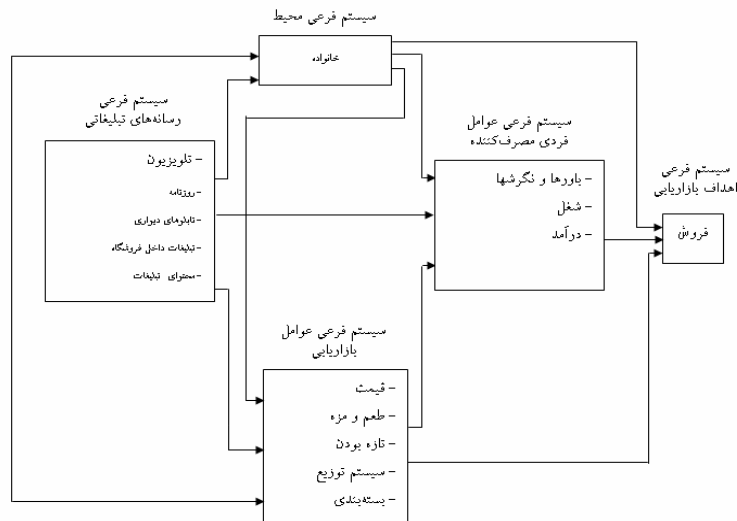 سیستم فرعی محیط
خانواده
سیستم فرعی
رسانه‌های تبلیغاتی
- تلویزیون
- روزنامه
- تابلوهای دیواری
- تبلیغات داخل فروشگاه
- محتوای تبلیغات
سیستم فرعی عوامل
فردی مصرف‌کننده
- باورها و نگرشها
- شغل
- درآمد
سیستم فرعی
اهداف بازاریابی
فروش
سیستم فرعی عوامل
بازاریابی
- قیمت
- طعم و مزه
- تازه بودن
- سیستم توزیع
- بسته‌بندی